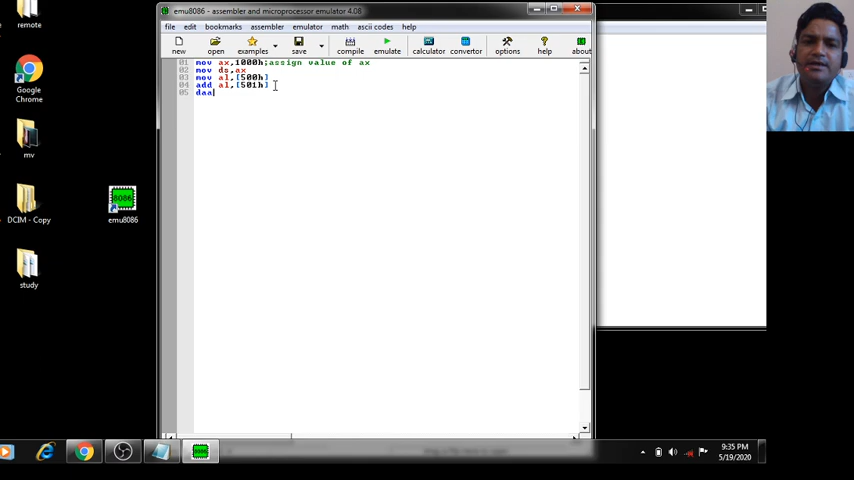 remote
Google
Chrome
mv
DCIM - Copy
study
emu8086
emu8086 - assembler and microprocessor emulator 4.08
file edit bookmarks assembler emulator math ascii codes help
new open examples save compile emulate calculator convertor options help about
01 mov ax,1000h;assign value of ax
02 mov ds,ax
03 mov al,[500h]
04 add al,[501h]
05 daa
8086
8086
9:35 PM
5/19/2020